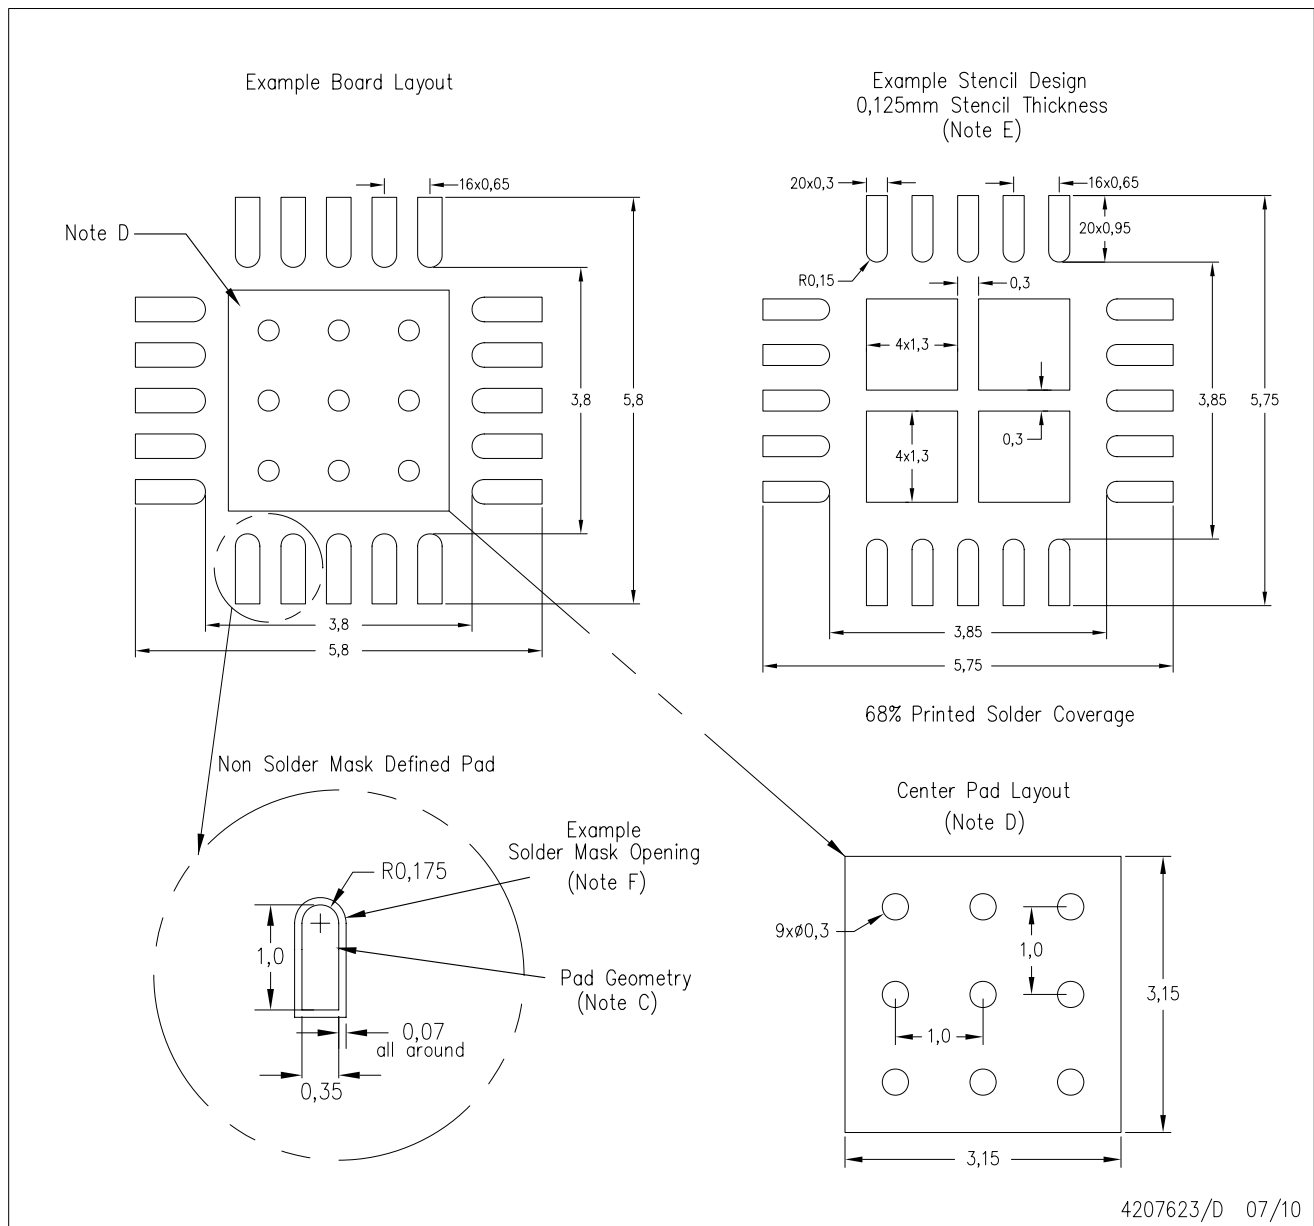 Example Board Layout
Example Stencil Design
0,125mm Stencil Thickness
(Note E)
16x0,65
Note D
3,8
5,8
3,8
5,8
20x0,3
16x0,65
20x0,95
R0,15
0,3
4x1,3
4x1,3
0,3
3,85
5,75
3,85
5,75
68% Printed Solder Coverage
Non Solder Mask Defined Pad
Example
Solder Mask Opening
(Note F)
R0,175
1,0
Pad Geometry
(Note C)
0,07
all around
0,35
Center Pad Layout
(Note D)
9xø0,3
1,0
1,0
3,15
3,15
4207623/D 07/10